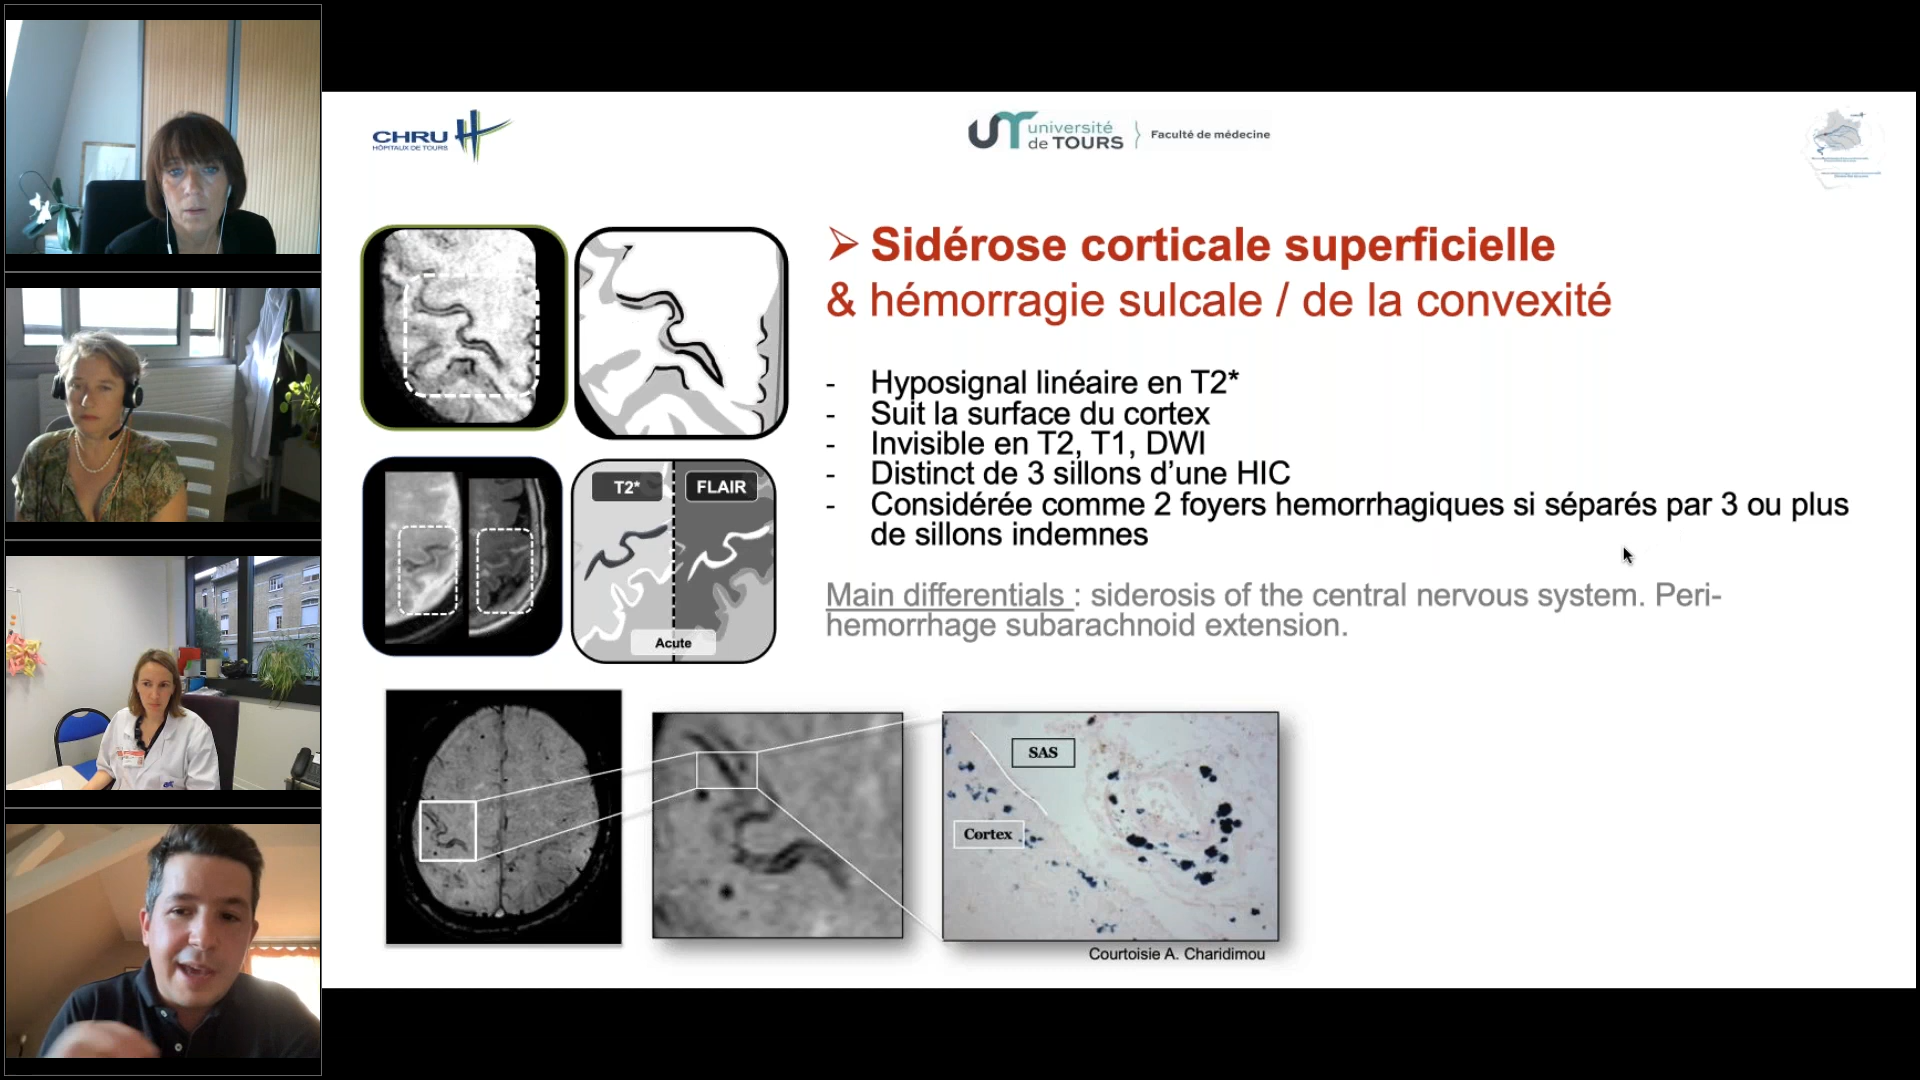 CHRU
HÔPITAUX DE TOURS
université
de TOURS
Faculté de médecine
Sidérose corticale superficielle
& hémorragie sulcale / de la convexité
- Hyposignal linéaire en T2*
- Suit la surface du cortex
- Invisible en T2, T1, DWI
- Distinct de 3 sillons d’une HIC
- Considérée comme 2 foyers hemorrhagiques si séparés par 3 ou plus
de sillons indemnes
Main differentials : siderosis of the central nervous system. Peri-
hemorrhage subarachnoid extension.
T2*
FLAIR
Acute
SAS
Cortex
Courtoisie A. Charidimou